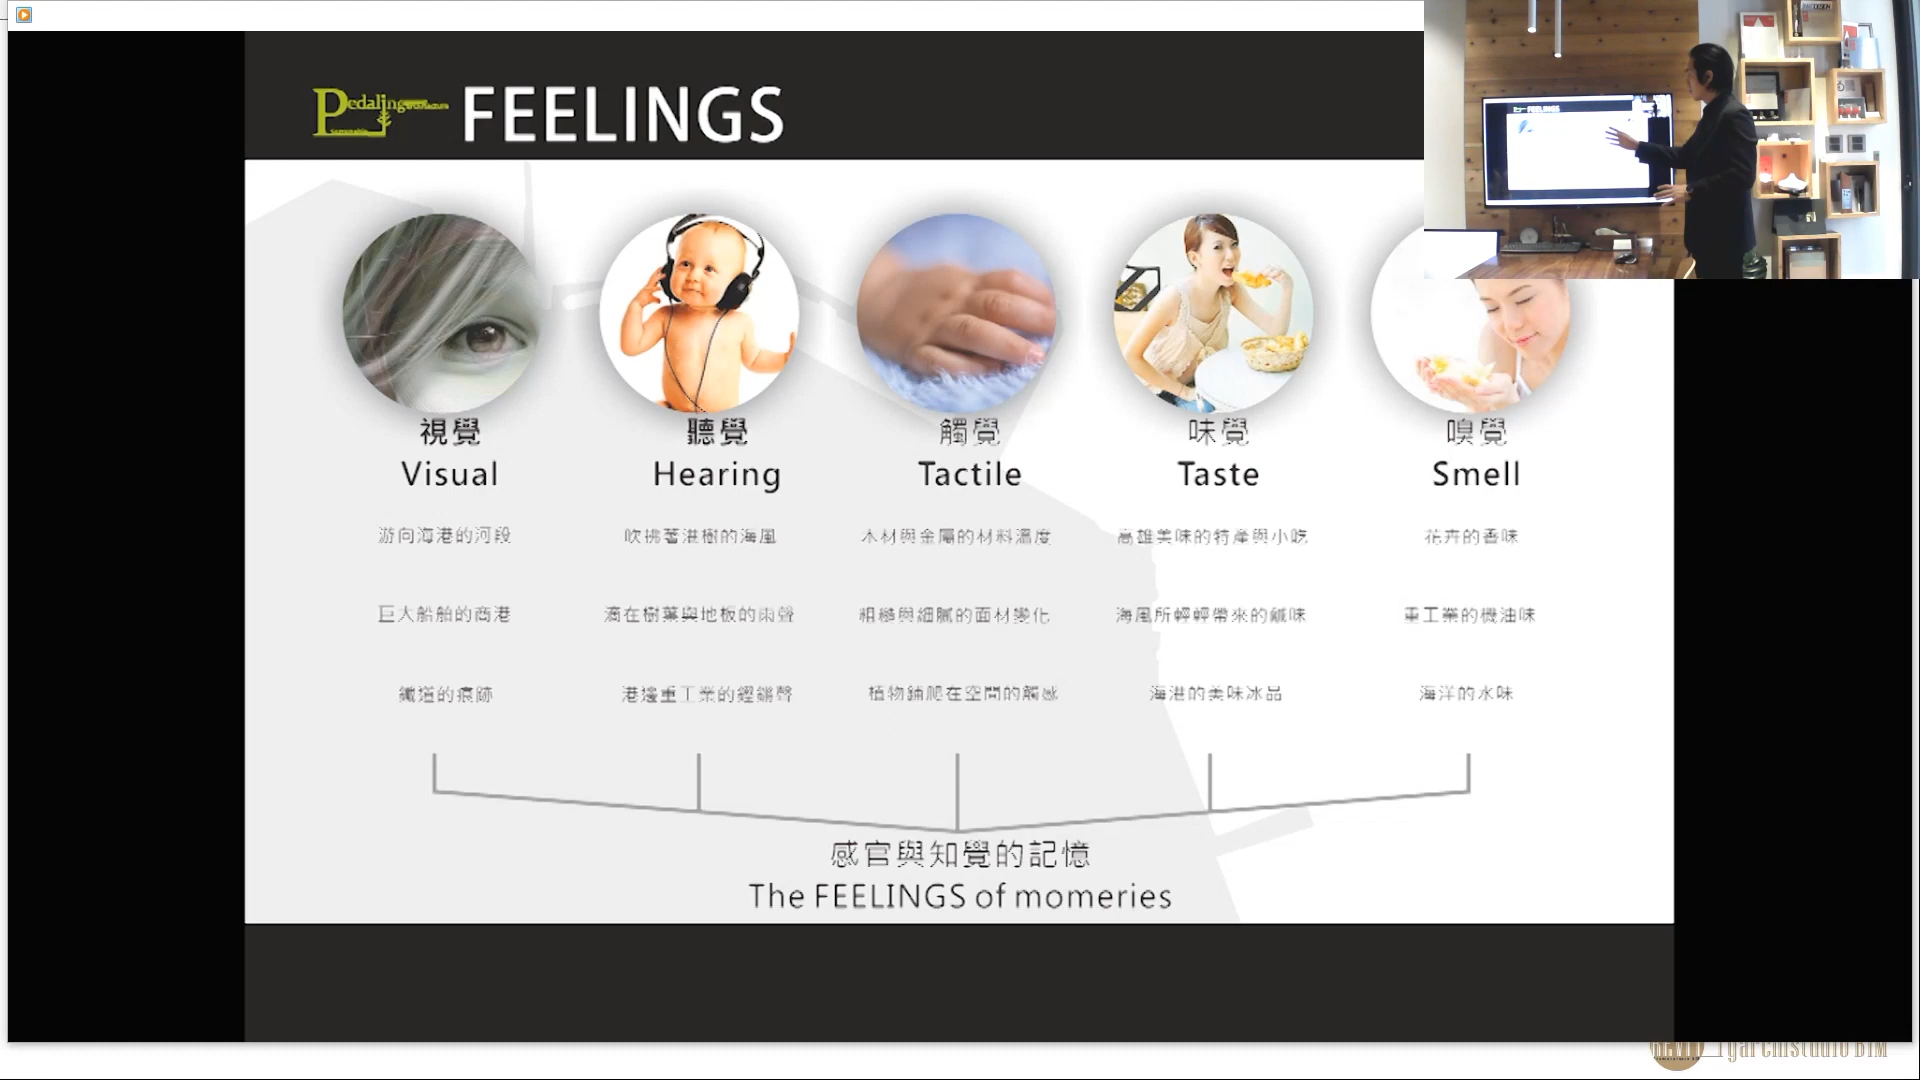 Pedaling FEELINGS
視覺
Visual
游向海港的河段
巨大船舶的商港
鐵道的痕跡
聽覺
Hearing
吹拂著港樹的海風
滴在樹葉與地板的雨聲
港邊重工業的鏗鏘聲
觸覺
Tactile
木材與金屬的材料溫度
粗糙與細膩的面材變化
植物鋪爬在空間的觸感
味覺
Taste
高雄美味的特產與小吃
海風所輕輕帶來的鹹味
海港的美味冰品
嗅覺
Smell
花卉的香味
重工業的機油味
海洋的水味
感官與知覺的記憶
The FEELINGS of momeries
FEELINGS